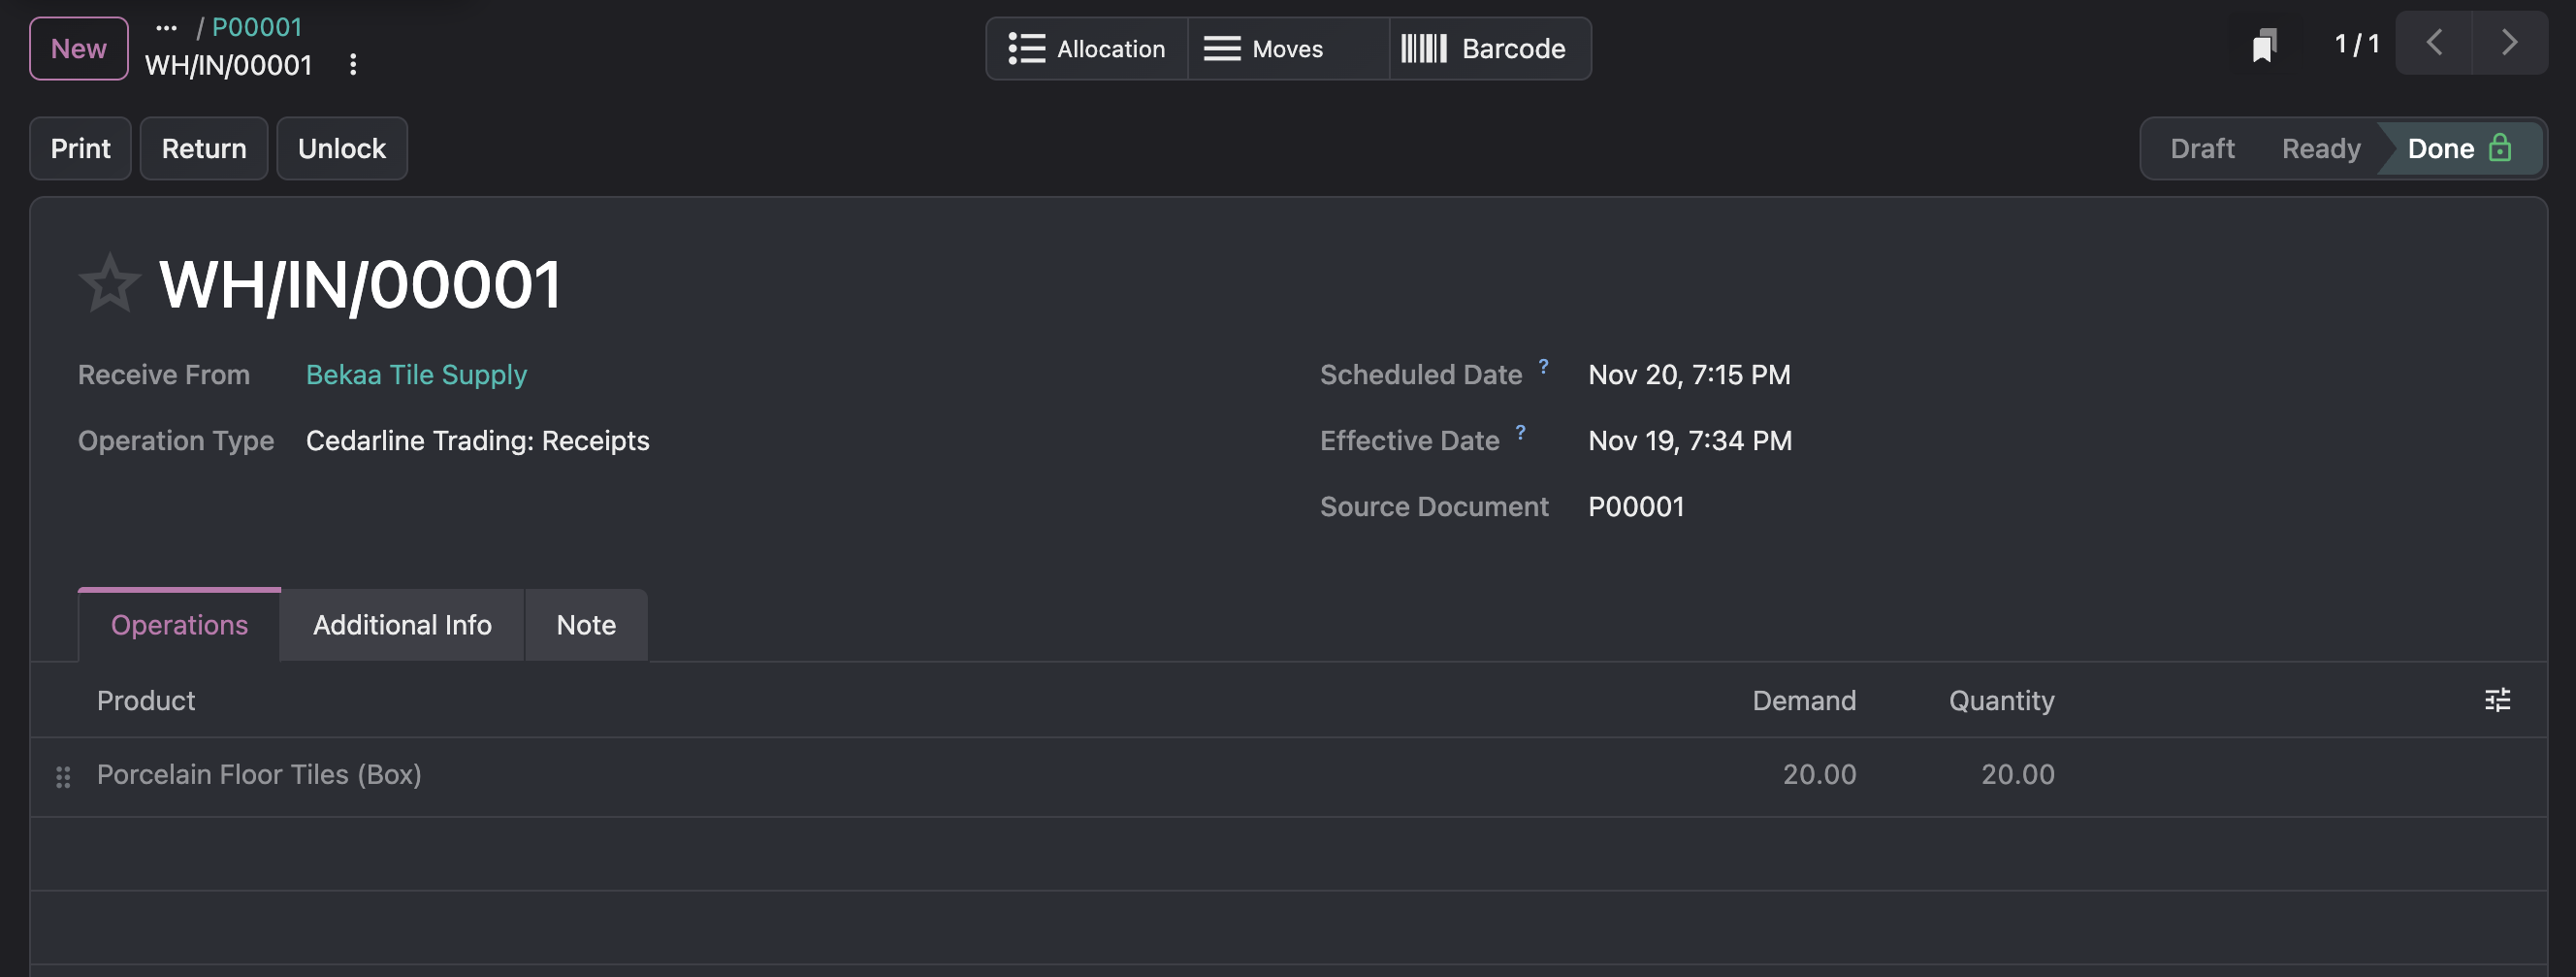 New
... / P00001
WH/IN/00001
Allocation
Moves
Barcode
1 / 1
Print
Return
Unlock
Draft
Ready
Done
WH/IN/00001
Receive From Bekaa Tile Supply
Scheduled Date ? Nov 20, 7:15 PM
Operation Type Cedarline Trading: Receipts
Effective Date ? Nov 19, 7:34 PM
Source Document P00001
Operations Additional Info Note
Product Demand Quantity
Porcelain Floor Tiles (Box) 20.00 20.00